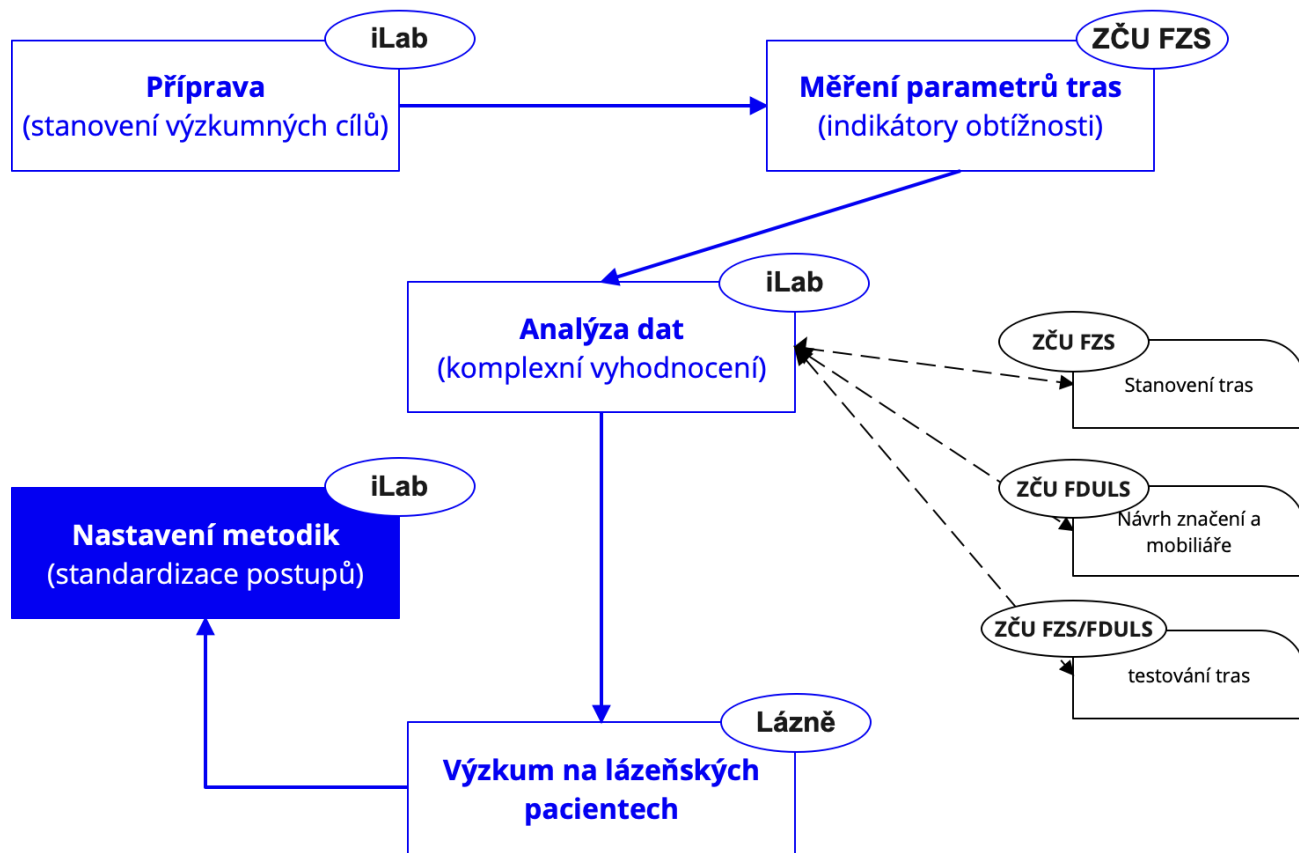 iLab
Příprava
(stanovení výzkumných cílů)
ZČU FZS
Měření parametrů tras
(indikátory obtížnosti)
iLab
Analýza dat
(komplexní vyhodnocení)
ZČU FZS
Stanovení tras
ZČU FDULS
Návrh značení a
mobiliáře
ZČU FZS/FDULS
testování tras
iLab
Nastavení metodik
(standardizace postupů)
Lázně
Výzkum na lázeňských
pacientech